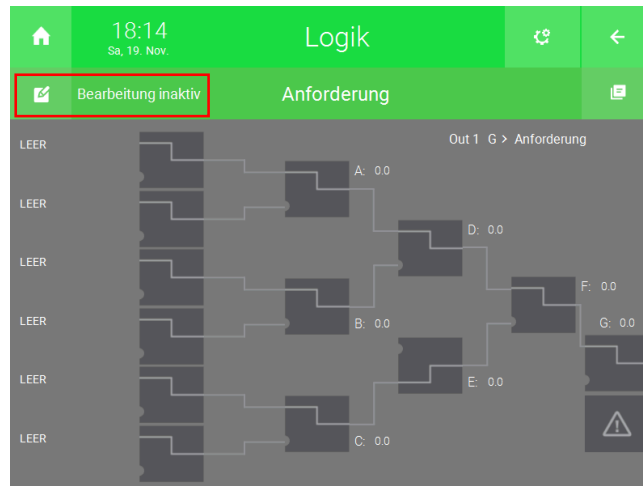 18:14
Sa, 19. Nov.
Logik
Bearbeitung inaktiv
Anforderung
LEER
Out 1 G > Anforderung
A: 0.0
LEER
D: 0.0
LEER
F: 0.0
LEER
B: 0.0
G: 0.0
LEER
E: 0.0
LEER
C: 0.0